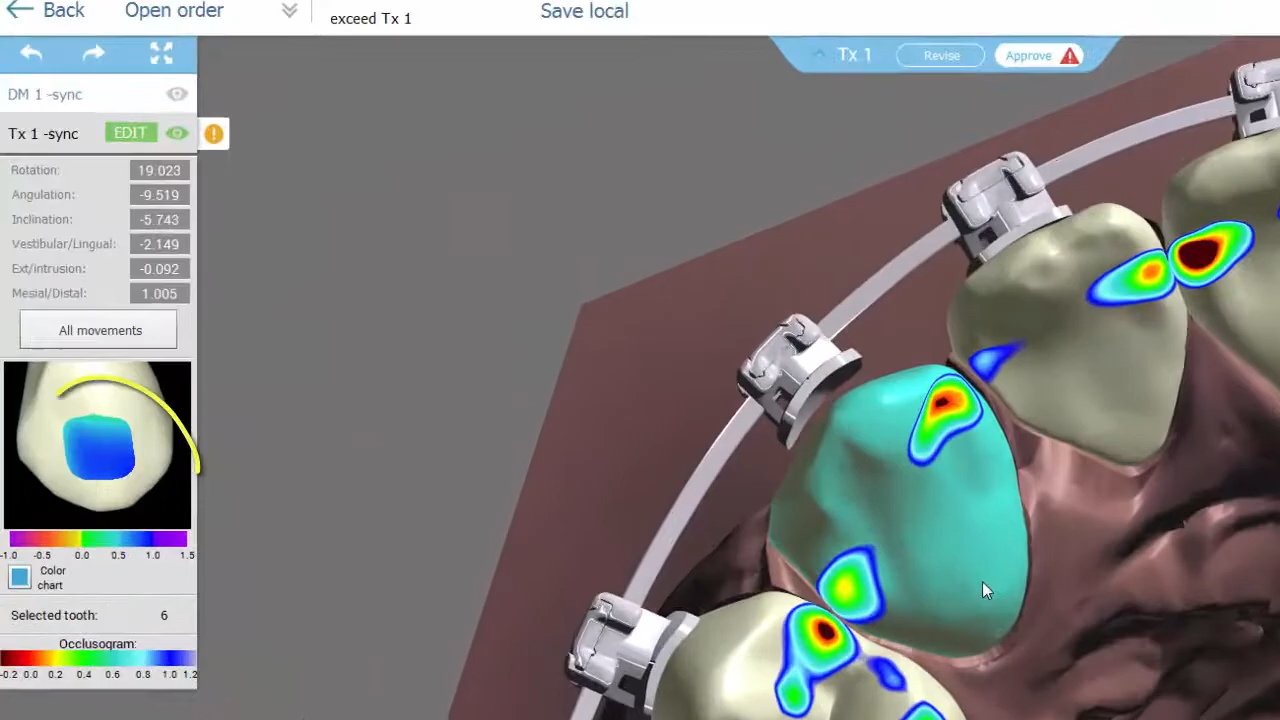 Back
Open order
exceed Tx 1
Save local
Tx 1
Revise
Approve
DM 1 -sync
Tx 1 -sync
EDIT
Rotation: 19.023
Angulation: -9.519
Inclination: -5.743
Vestibular/Lingual: -2.149
Ext/intrusion: -0.092
Mesial/Distal: 1.005
All movements
-1.0 -0.5 0.0 0.5 1.0 1.5
Color
chart
Selected tooth: 6
Occlusogram:
-0.2 0.0 0.2 0.4 0.6 0.8 1.0 1.2